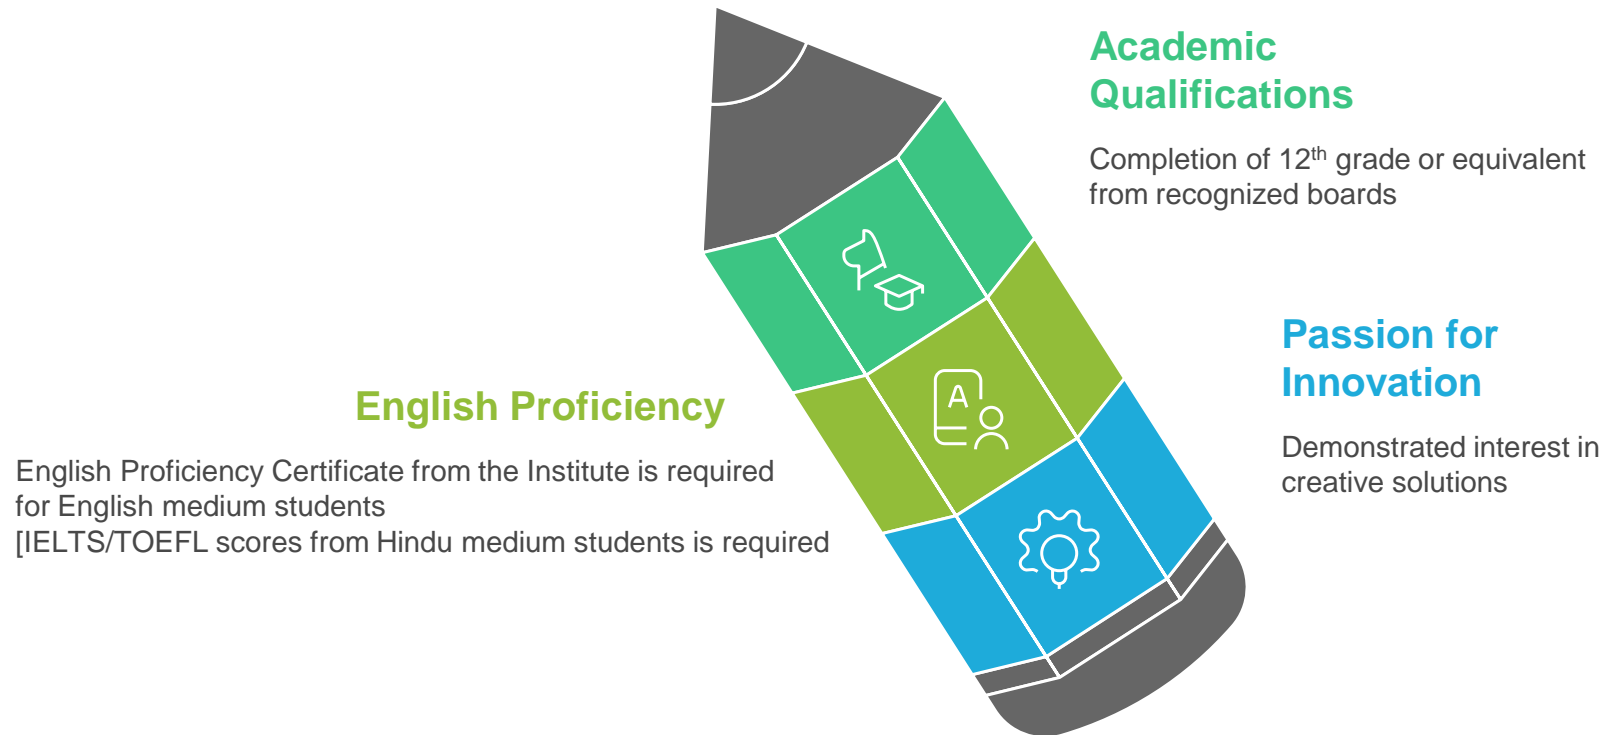 Academic
Qualifications
Completion of 12th grade or equivalent
from recognized boards
English Proficiency
English Proficiency Certificate from the Institute is required
for English medium students
[IELTS/TOEFL scores from Hindu medium students is required
Passion for
Innovation
Demonstrated interest in
creative solutions
A